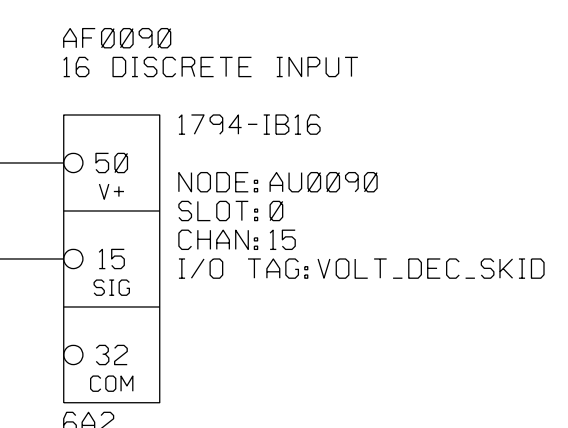 AF0090
16 DISCRETE INPUT
1794-IB16
50
V+
NODE:AU0090
SLOT:0
CHAN:15
I/O TAG:VOLT_DEC_SKID
15
SIG
32
COM
6A2